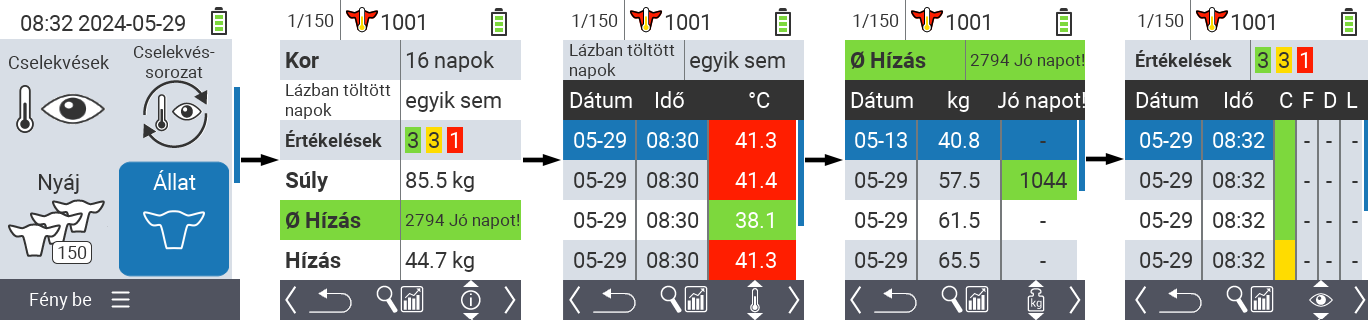 08:32 2024-05-29
Cselekvések
Cselekvés-
sorozat
Nyáj
150
Állat
Fény be
1/150
1001
Kor
16 napok
Lázban töltött
napok
egyik sem
Értékelések
3 3 1
Súly
85.5 kg
Ø Hízás
2794 Jó napot!
Hízás
44.7 kg
1/150
1001
Lázban töltött
napok
egyik sem
Dátum Idő °C
05-29 08:30 41.3
05-29 08:30 41.4
05-29 08:30 38.1
05-29 08:30 41.3
1/150
1001
Ø Hízás
2794 Jó napot!
Dátum kg Jó napot!
05-13 40.8 -
05-29 57.5 1044
05-29 61.5 -
05-29 65.5 -
kg
1/150
1001
Értékelések
3 3 1
Dátum Idő C F D L
05-29 08:32 - - -
05-29 08:32 - - -
05-29 08:32 - - -
05-29 08:32 - - -